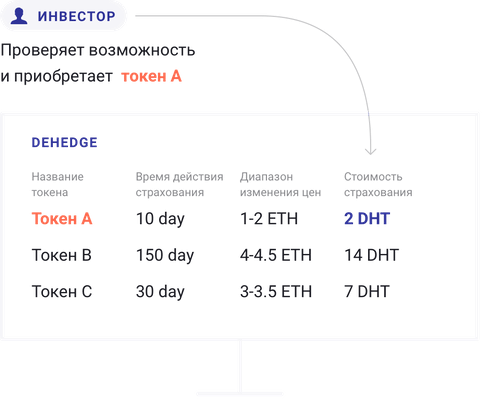 ИНВЕСТОР
Проверяет возможность
и приобретает токен А
DEHEDGE
Название токена
Время действия страхования
Диапазон изменения цен
Стоимость страхования
Токен А 10 day 1-2 ETH 2 DHT
Токен В 150 day 4-4.5 ETH 14 DHT
Токен С 30 day 3-3.5 ETH 7 DHT